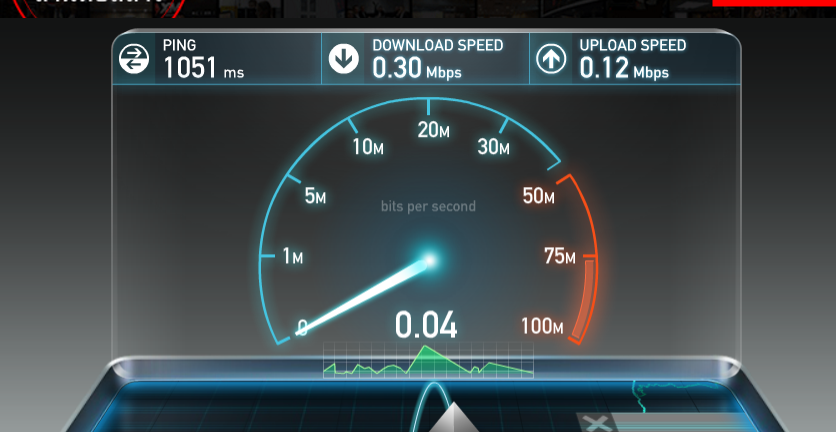 PING
1051 ms
DOWNLOAD SPEED
0.30 Mbps
UPLOAD SPEED
0.12 Mbps
20M
10M
30M
5M
50M
bits per second
1M
75M
0
0.04
100M